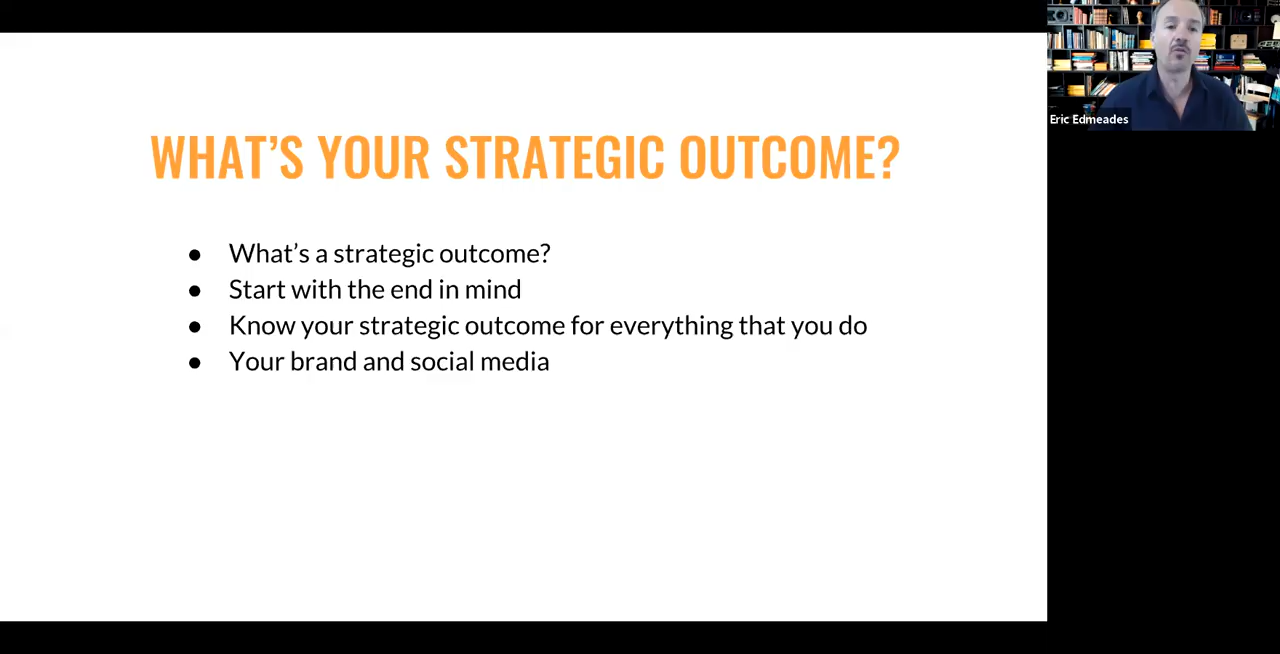 WHAT’S YOUR STRATEGIC OUTCOME?
● What’s a strategic outcome?
● Start with the end in mind
● Know your strategic outcome for everything that you do
● Your brand and social media
Eric Edmeades